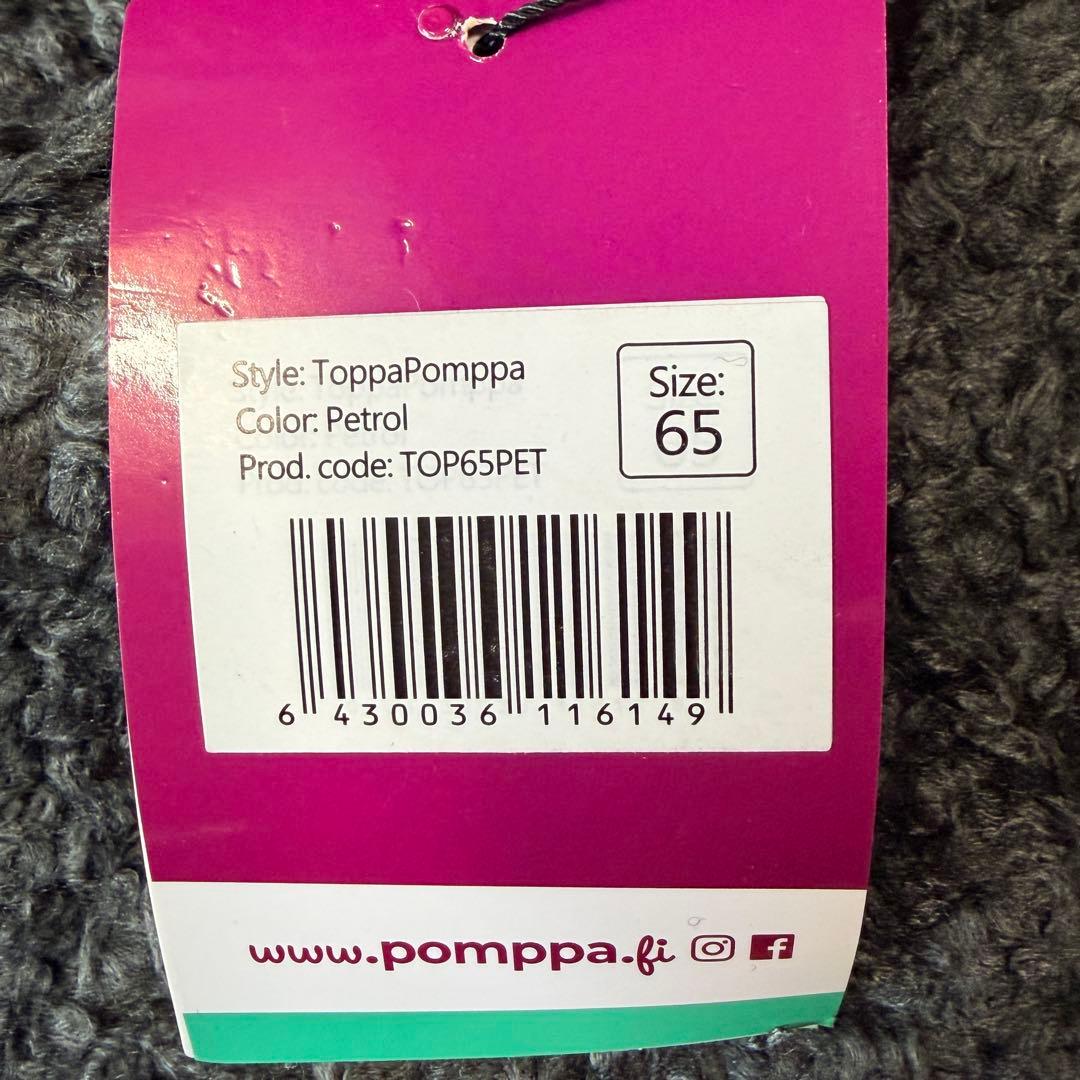 Style: ToppaPomppa
Color: Petrol
Prod. code: TOP65PET
Size:
65
6 430036 116149
www.pomppa.fi